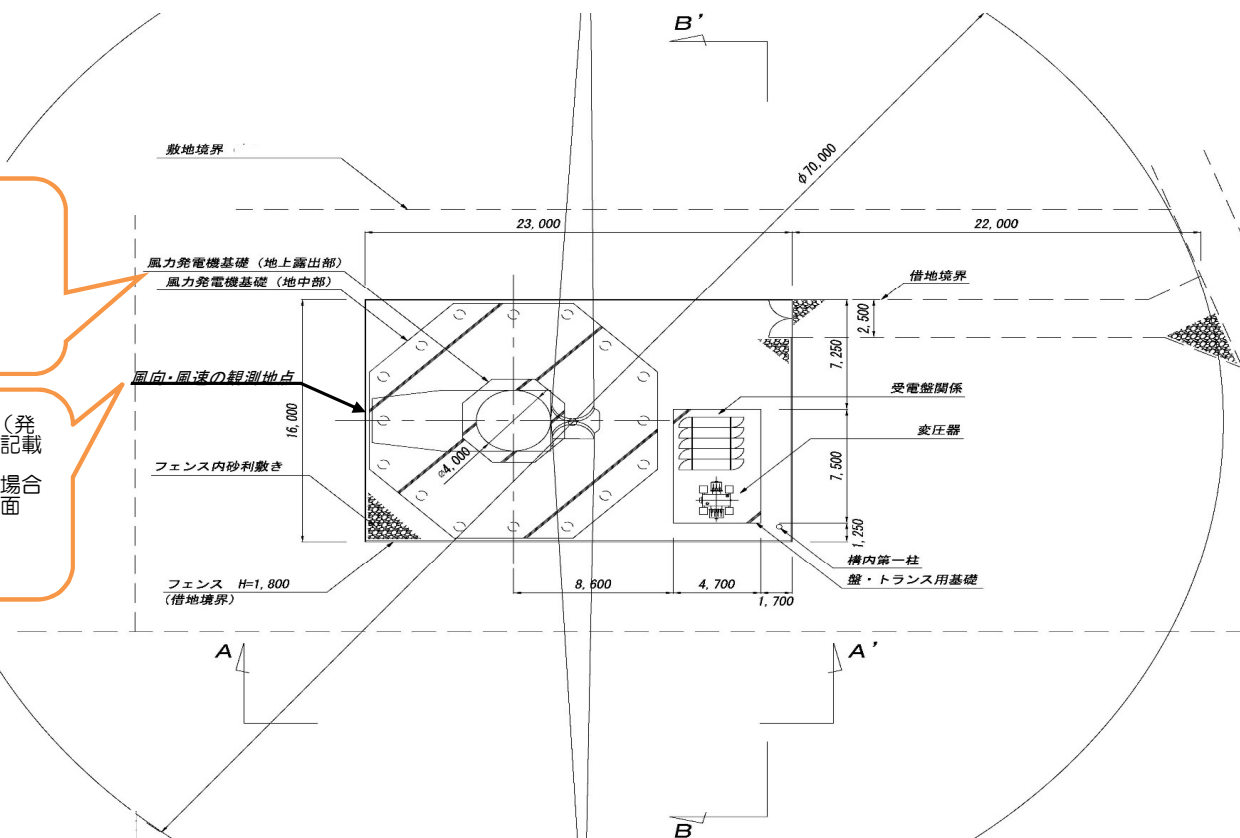 B'
敷地境界
φ70,000
23,000
22,000
風力発電機基礎（地上露出部）
風力発電機基礎（地中部）
借地境界
2,500
7,250
風向・風速の観測地点
16,000
受電盤関係
（発
記載
変圧器
場合
面
フェンス内砂利敷き
ø4,000
7,500
1,250
構内第一柱
フェンス H=1,800
(借地境界)
8,600
4,700
1,700
盤・トランス用基礎
A
A'
B